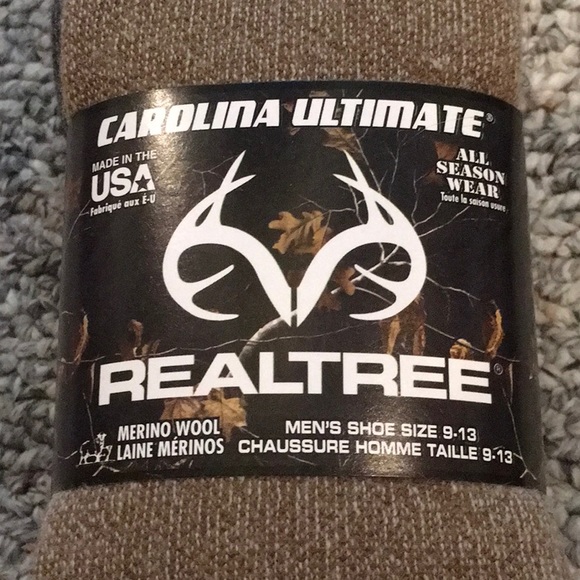 CAROLINA ULTIMATE®
MADE IN THE
USA
Fabriqué aux É-U
ALL
SEASON
WEAR
Toute la saison usure
REALTREE®
MERINO WOOL
LAINE MÉRINOS
MEN'S SHOE SIZE 9-13
CHAUSSURE HOMME TAILLE 9-13